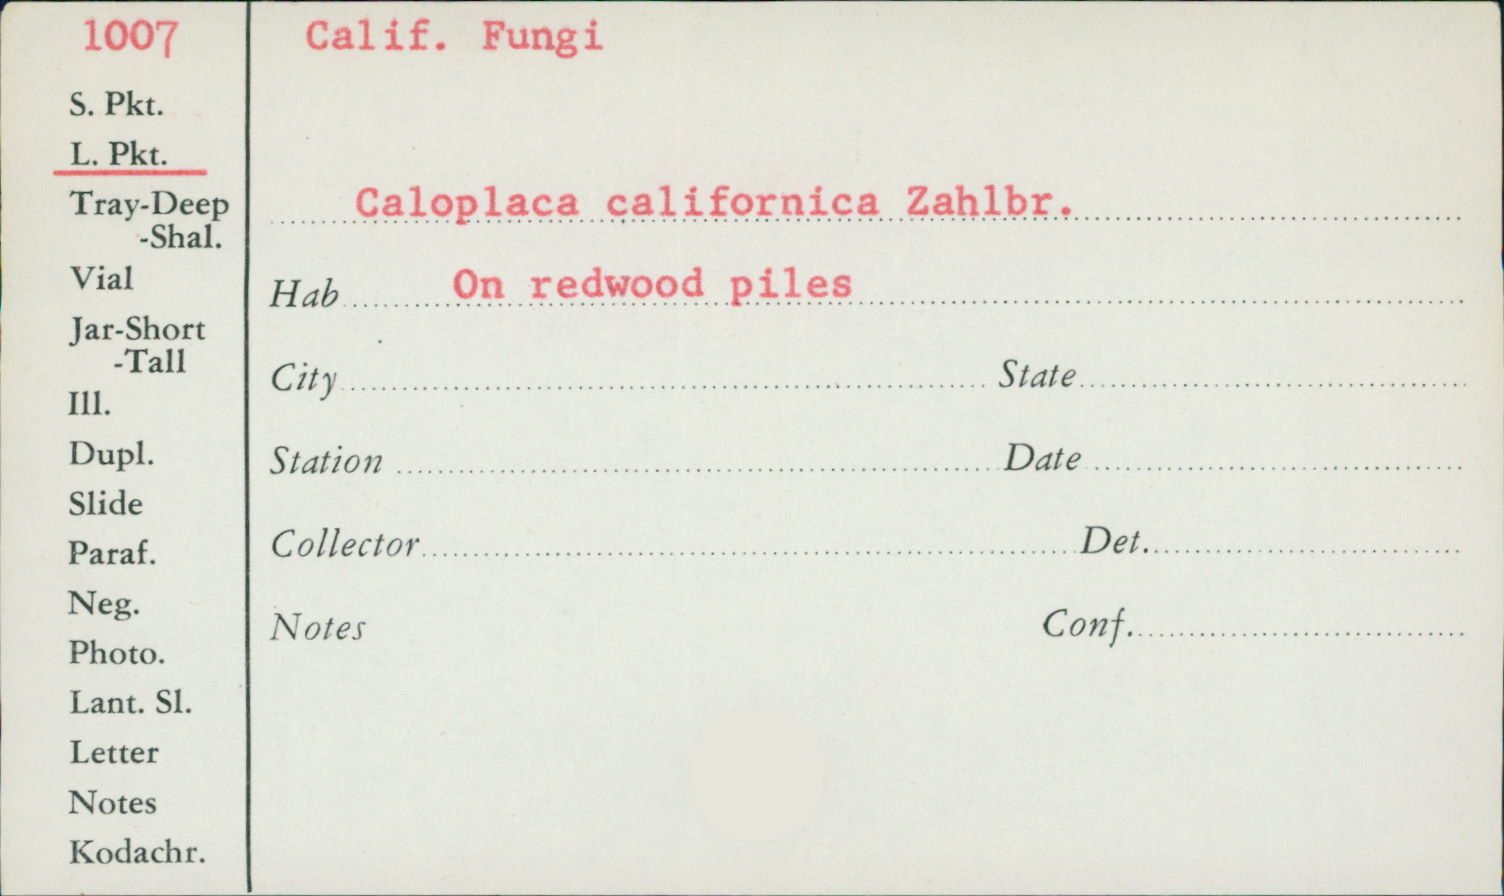 1007
Calif. Fungi
S. Pkt.
L. Pkt.
Tray-Deep
-Shal.
Vial
Jar-Short
-Tall
Ill.
Dupl.
Slide
Paraf.
Neg.
Photo.
Lant. Sl.
Letter
Notes
Kodachr.
Caloplaca californica Zahlbr.
Hab On redwood piles
City State
Station Date
Collector Det.
Notes Conf.